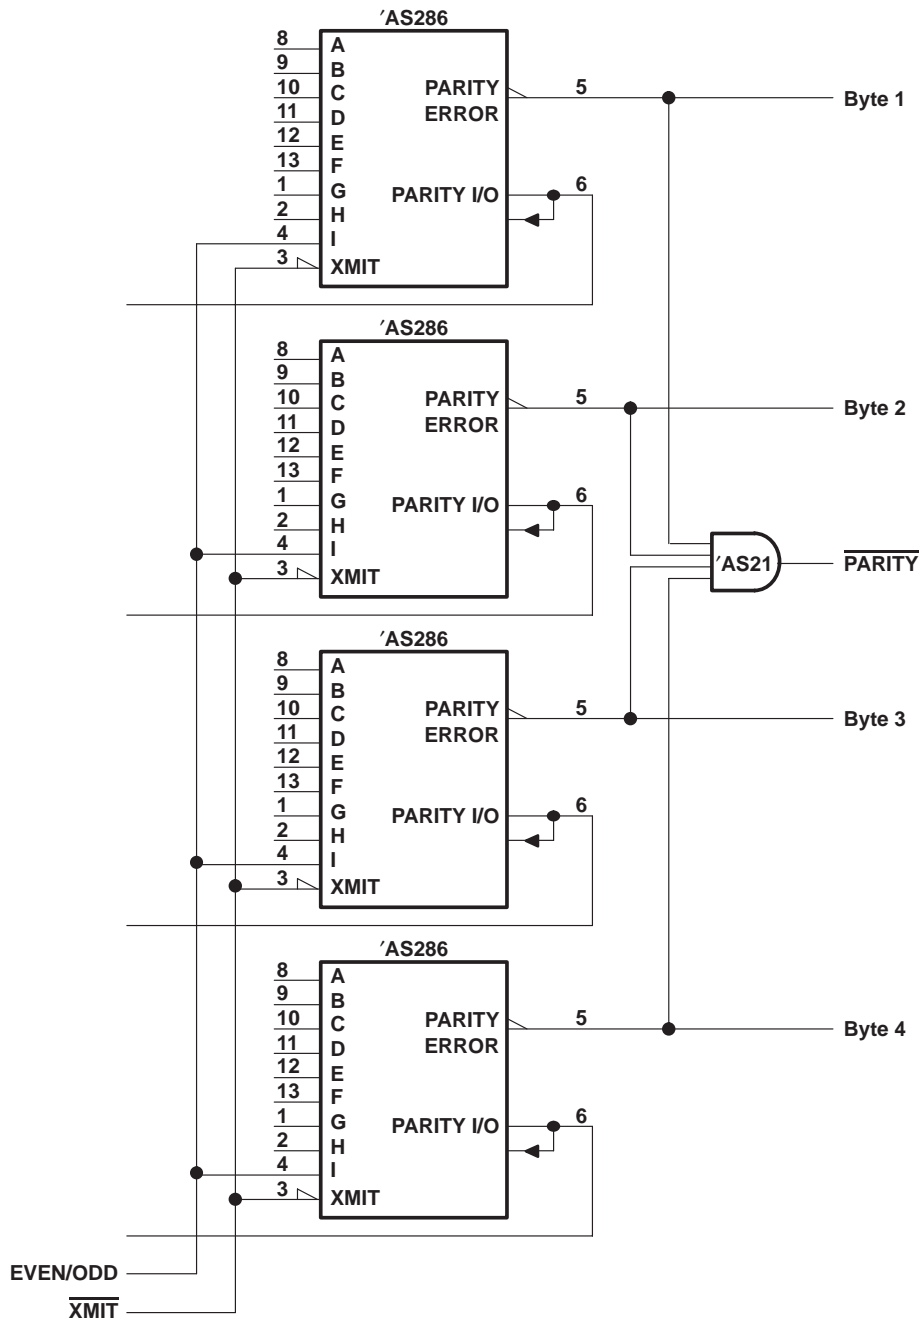 ′AS286
8 A
9 B
10 C
11 D
12 E
13 F
1 G
2 H
4 I
3 XMIT
PARITY ERROR 5
PARITY I/O 6
Byte 1
′AS286
8 A
9 B
10 C
11 D
12 E
13 F
1 G
2 H
4 I
3 XMIT
PARITY ERROR 5
PARITY I/O 6
Byte 2
′AS21
PARITY
′AS286
8 A
9 B
10 C
11 D
12 E
13 F
1 G
2 H
4 I
3 XMIT
PARITY ERROR 5
PARITY I/O 6
Byte 3
′AS286
8 A
9 B
10 C
11 D
12 E
13 F
1 G
2 H
4 I
3 XMIT
PARITY ERROR 5
PARITY I/O 6
Byte 4
EVEN/ODD
XMIT